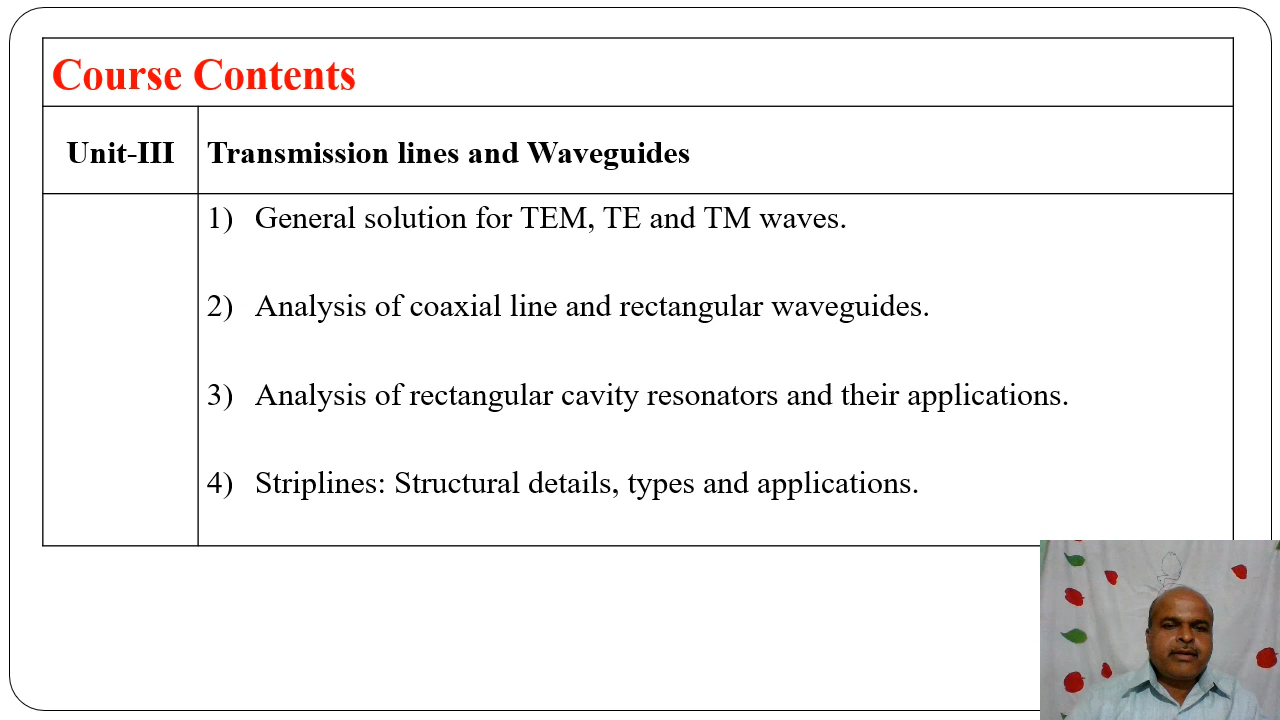 Course Contents
Unit-III Transmission lines and Waveguides
1) General solution for TEM, TE and TM waves.
2) Analysis of coaxial line and rectangular waveguides.
3) Analysis of rectangular cavity resonators and their applications.
4) Striplines: Structural details, types and applications.